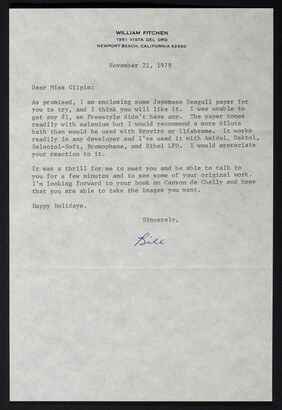 WILLIAM FITCHEN
1951 VISTA DEL ORO
NEWPORT BEACH, CALIFORNIA 92660
November 21, 1978
Dear Miss Gilpin:
As promised, I am enclosing some Japanese Seagull paper for
you to try, and I think you will like it. I was unable to
get any #1, as Freestyle didn't have any. The paper tones
readily with selenium but I would recommend a more dilute
bath than would be used with Brovira or Ilfabrome. It works
readily in any developer and I've used it with Amidol, Dektol,
Selectol-Soft, Bromophene, and Ethol LPD. I would appreciate
your reaction to it.
It was a thrill for me to meet you and be able to talk to
you for a few minutes and to see some of your original work.
I'm looking forward to your book on Canyon de Chelly and hope
that you are able to take the images you want.
Happy Holidays.
Sincerely,
Bill